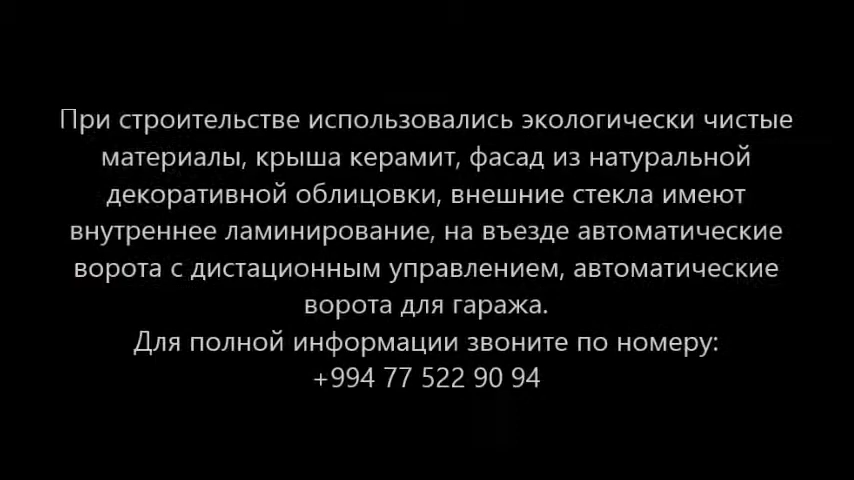 При строительстве использовались экологически чистые
материалы, крыша керамит, фасад из натуральной
декоративной облицовки, внешние стекла имеют
внутреннее ламинирование, на въезде автоматические
ворота с дистационным управлением, автоматические
ворота для гаража.
Для полной информации звоните по номеру:
+994 77 522 90 94